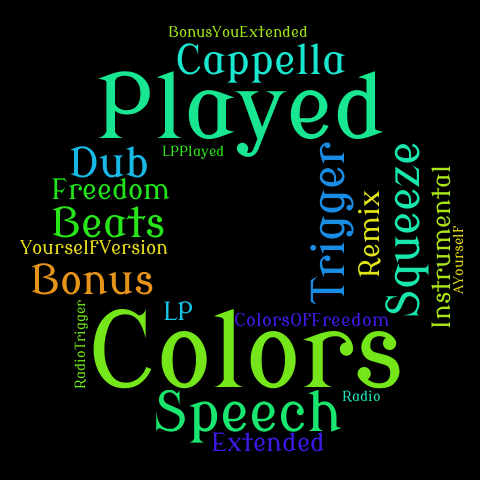 BonusYouExtended
Cappella
Played
LPPlayed
Dub
Freedom
Beats
YourselfVersion
Bonus
Trigger
Remix
Squeeze
Instrumental
AYourself
LP
ColorsOfFreedom
RadioTrigger
Colors
Radio
Speech
Extended